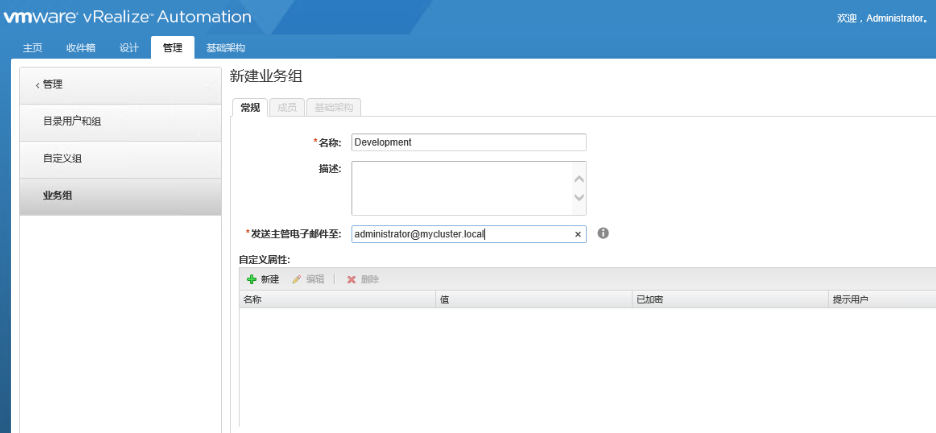 vmware® vRealize™ Automation
欢迎，Administrator。
主页 收件箱 设计 管理 基础架构
‹ 管理
目录用户和组
自定义组
业务组
新建业务组
常规 成员 基础架构
*名称: Development
描述:
*发送主管电子邮件至: administrator@mycluster.local
自定义属性:
新建 编辑 删除
名称 值 已加密 提示用户